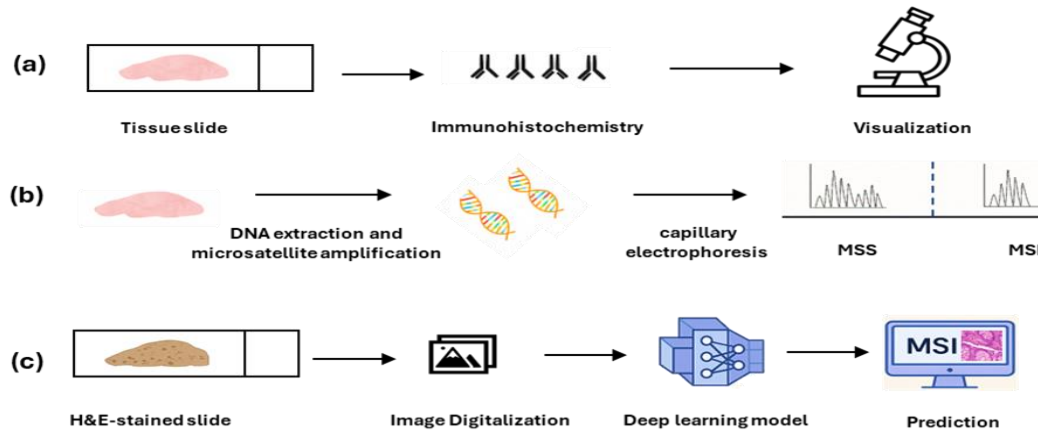 (a)
Tissue slide
Immunohistochemistry
Visualization
(b)
DNA extraction and
microsatellite amplification
capillary
electrophoresis
MSS
MSI
(c)
MSI
H&E-stained slide
Image Digitalization
Deep learning model
Prediction